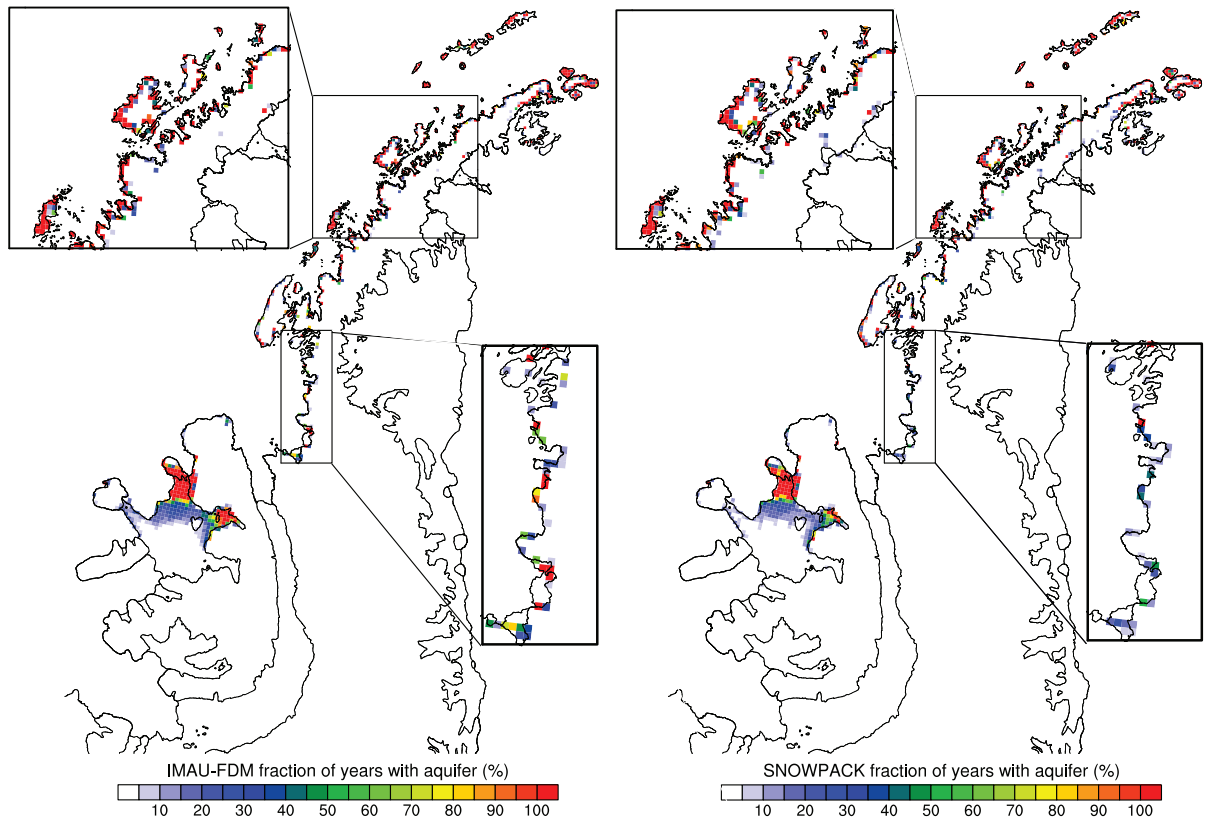 IMAU-FDM fraction of years with aquifer (%)
10 20 30 40 50 60 70 80 90 100
SNOWPACK fraction of years with aquifer (%)
10 20 30 40 50 60 70 80 90 100